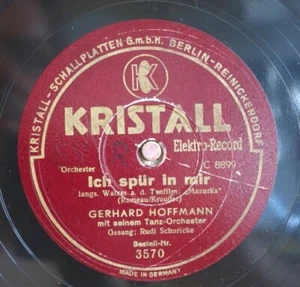 KRISTALL-SCHALLPLATTEN G.m.b.H. BERLIN-REINICKENDORF
K
KRISTALL
Elektro-Record
Orchester
C 8899
Ich spür in mir
langs. Walzer a. d. Tonfilm: „Mazurka"
(Rameau/Kreuder)
GERHARD HOFFMANN
mit seinem Tanz-Orchester
Gesang: Rudi Schuricke
Bestell-Nr.
3570
MADE IN GERMANY